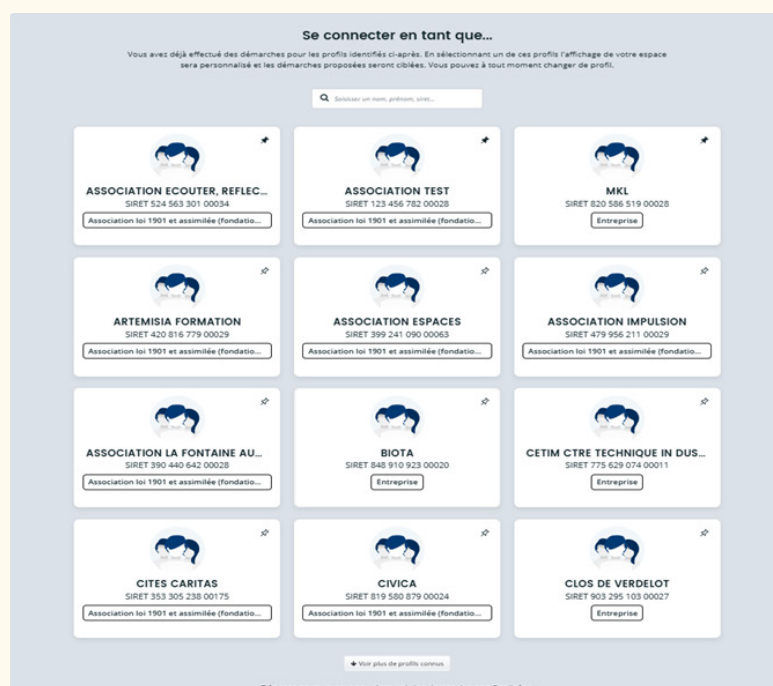 Se connecter en tant que...
Vous avez déjà effectué des démarches pour les profils identifiés ci-après. En sélectionnant un de ces profils l'affichage de votre espace
sera personnalisé et les démarches proposées seront ciblées. Vous pouvez à tout moment changer de profil.
Saisissez un nom, prénom, siret...
ASSOCIATION ECOUTER, REFLEC...
SIRET 524 563 301 00034
Association loi 1901 et assimilée (fondatio...
ASSOCIATION TEST
SIRET 123 456 782 00028
Association loi 1901 et assimilée (fondatio...
MKL
SIRET 820 586 519 00028
Entreprise
ARTEMISIA FORMATION
SIRET 420 816 779 00029
Association loi 1901 et assimilée (fondatio...
ASSOCIATION ESPACES
SIRET 399 241 090 00063
Association loi 1901 et assimilée (fondatio...
ASSOCIATION IMPULSION
SIRET 479 956 211 00029
Association loi 1901 et assimilée (fondatio...
ASSOCIATION LA FONTAINE AU...
SIRET 390 440 642 00028
Association loi 1901 et assimilée (fondatio...
BIOTA
SIRET 848 910 923 00020
Entreprise
CETIM CTRE TECHNIQUE IN DUS...
SIRET 775 629 074 00011
Entreprise
CITES CARITAS
SIRET 353 305 238 00175
Association loi 1901 et assimilée (fondatio...
CIVICA
SIRET 819 580 879 00024
Association loi 1901 et assimilée (fondatio...
CLOS DE VERDELOT
SIRET 903 295 103 00027
Entreprise
Voir plus de profils connus